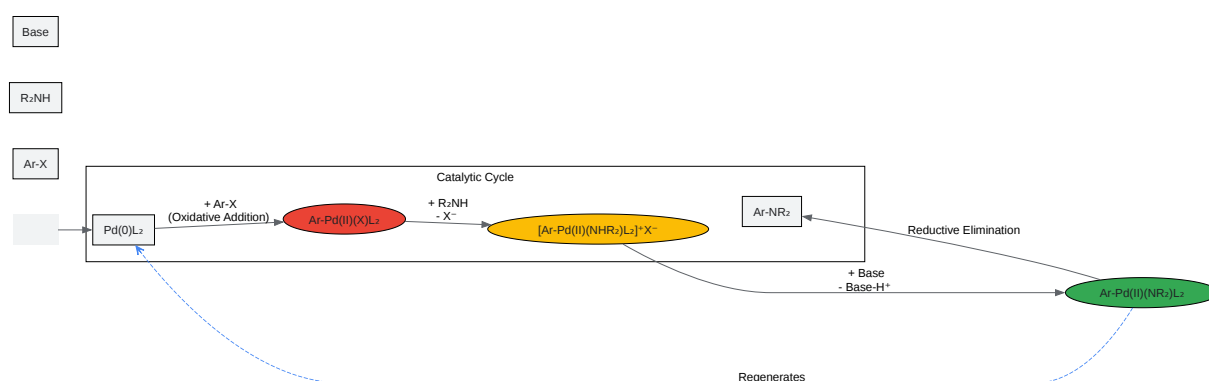 Base
R₂NH
Ar-X
Catalytic Cycle
+ Ar-X
(Oxidative Addition)
+ R₂NH
- X⁻
Pd(0)L₂
Ar-Pd(II)(X)L₂
[Ar-Pd(II)(NHR₂)L₂]⁺X⁻
Ar-NR₂
Reductive Elimination
+ Base
- Base-H⁺
Ar-Pd(II)(NR₂)L₂
Regenerates